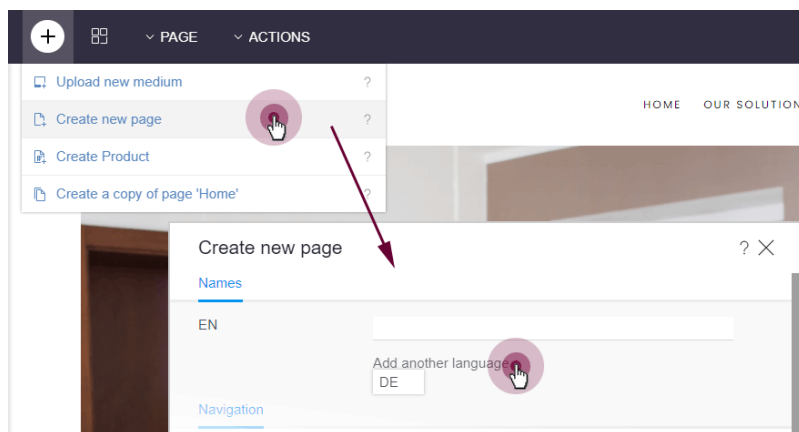 PAGE ACTIONS
Upload new medium ?
Create new page ?
Create Product ?
Create a copy of page 'Home' ?
HOME OUR SOLUTION
Create new page ?
Names
EN
Add another language
DE
Navigation